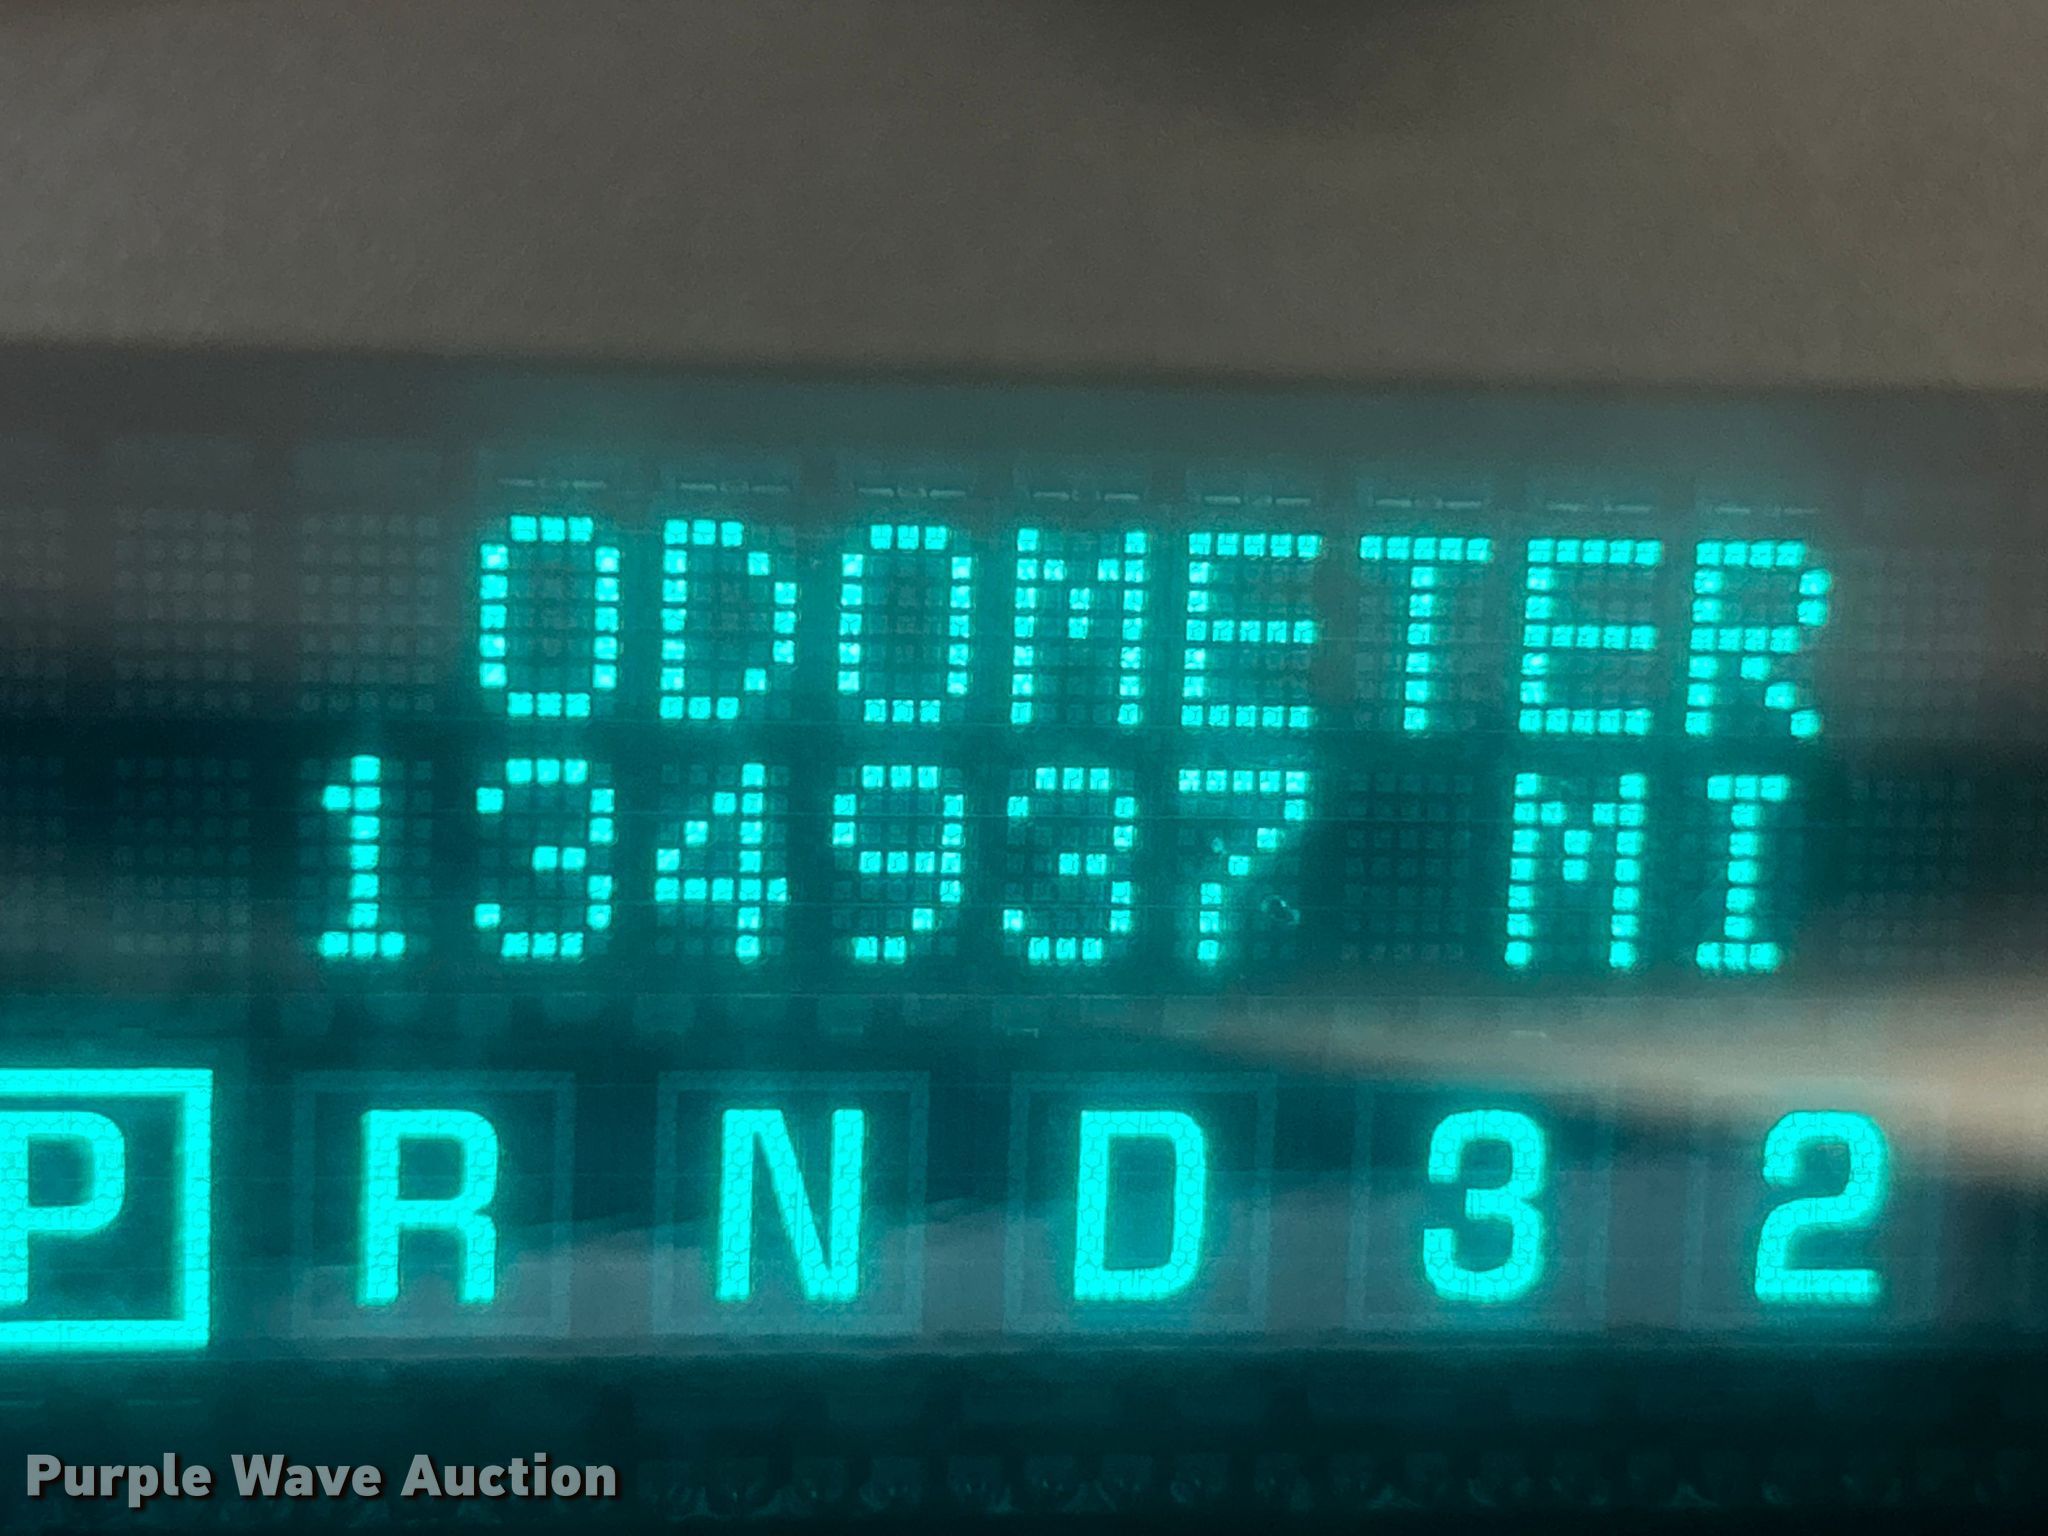 ODOMETER
134937 MI
P R N D 3 2
Purple Wave Auction